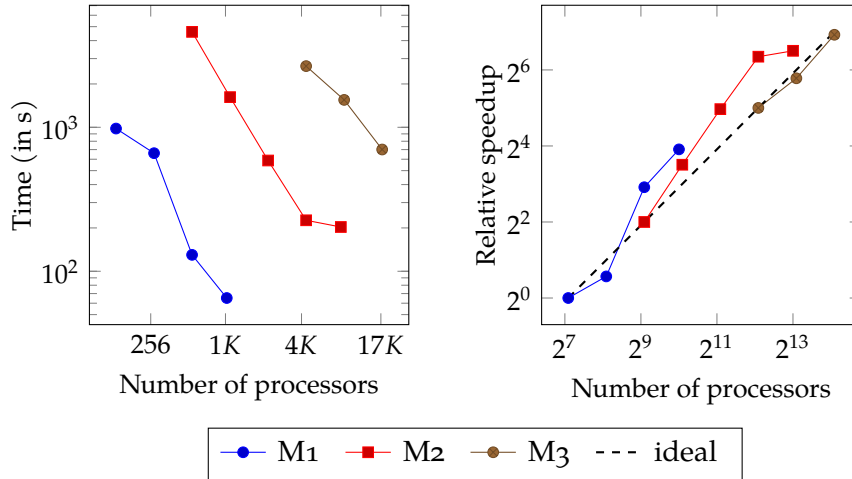 Time (in s)
10^3
10^2
256 1K 4K 17K
Number of processors
Relative speedup
2^6
2^4
2^2
2^0
2^7 2^9 2^11 2^13
Number of processors
M1 M2 M3 ideal